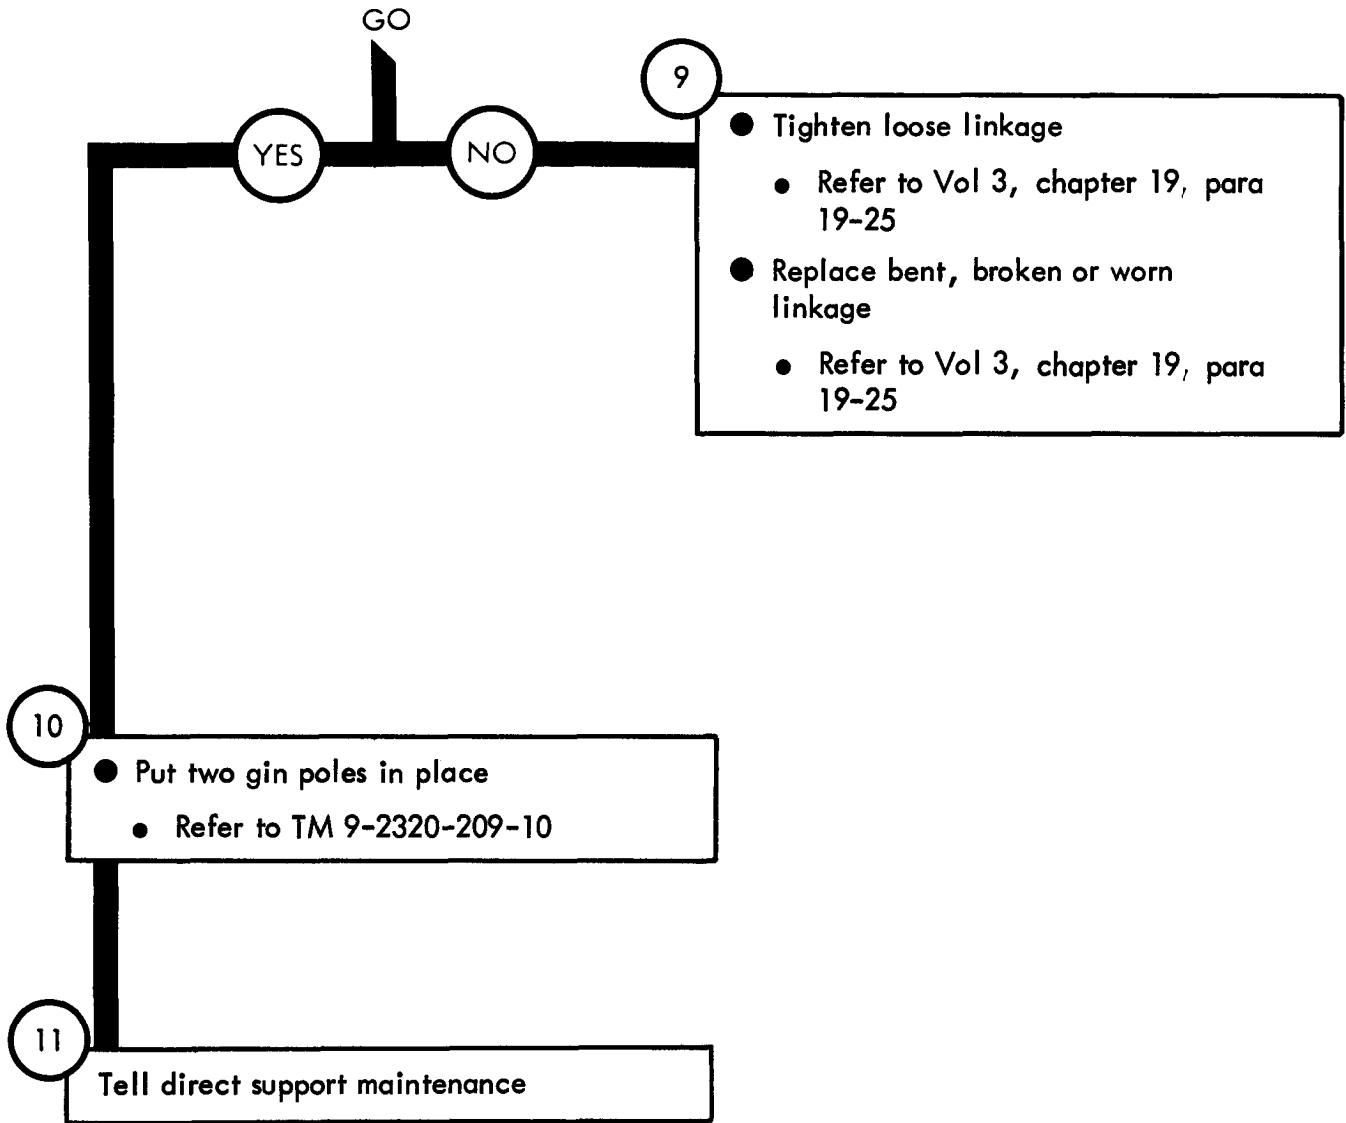 GO
YES
NO
9
● Tighten loose linkage
● Refer to Vol 3, chapter 19, para
19-25
● Replace bent, broken or worn
linkage
● Refer to Vol 3, chapter 19, para
19-25
10
● Put two gin poles in place
● Refer to TM 9-2320-209-10
11
Tell direct support maintenance